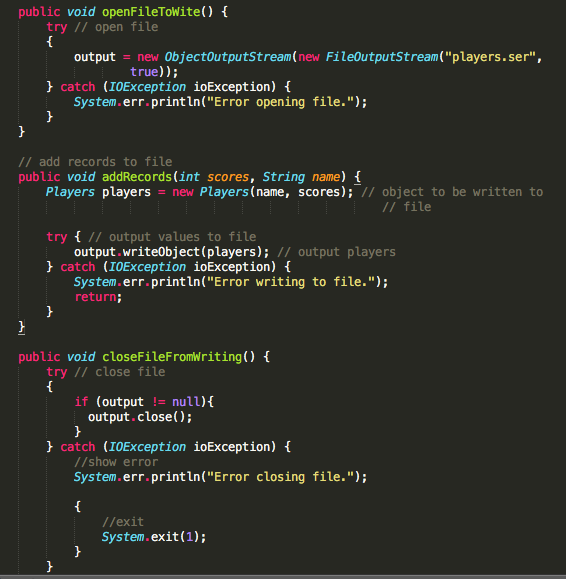 public void openFileToWite() {
try // open file
{
output = new ObjectOutputStream(new FileOutputStream("players.ser",
true));
} catch (IOException ioException) {
System.err.println("Error opening file.");
}
}
// add records to file
public void addRecords(int scores, String name) {
Players players = new Players(name, scores); // object to be written to
// file
try { // output values to file
output.writeObject(players); // output players
} catch (IOException ioException) {
System.err.println("Error writing to file.");
return;
}
}
public void closeFileFromWriting() {
try // close file
{
if (output != null){
output.close();
}
} catch (IOException ioException) {
//show error
System.err.println("Error closing file.");
{
//exit
System.exit(1);
}
}